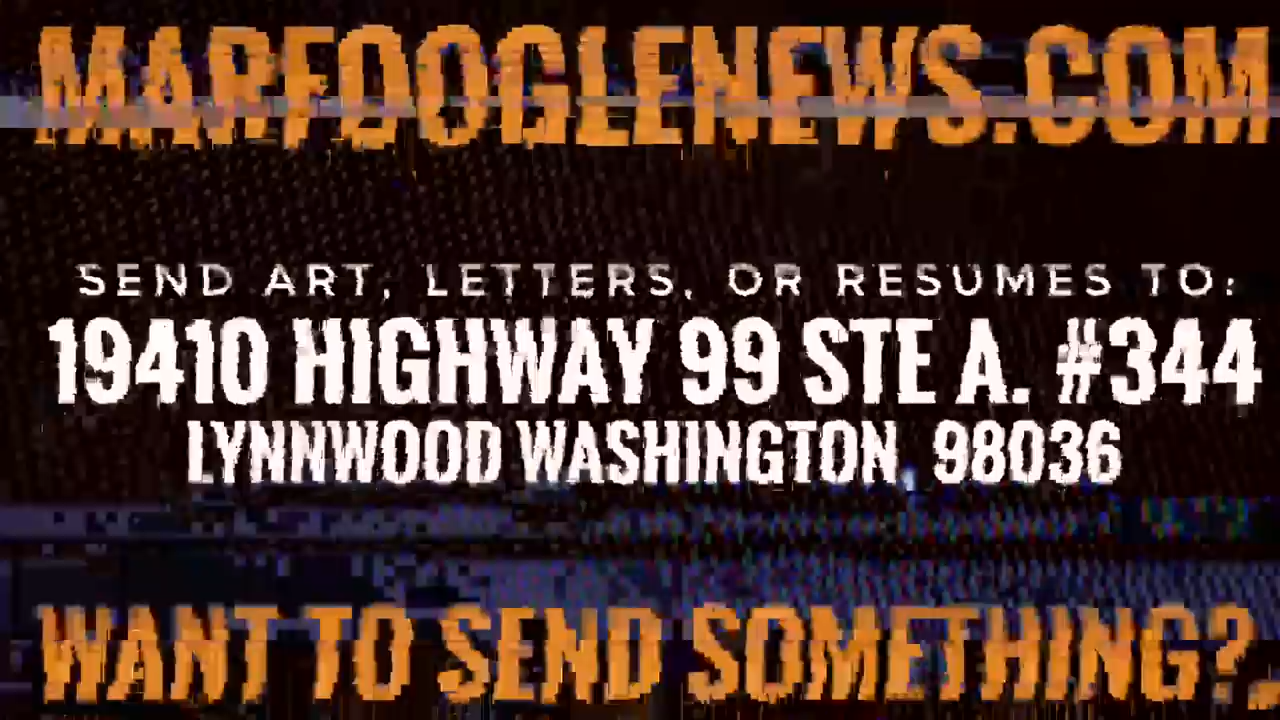 MARFOOGLENEWS.COM
SEND ART, LETTERS, OR RESUMES TO:
19410 HIGHWAY 99 STE A. #344
LYNNWOOD WASHINGTON, 98036
WANT TO SEND SOMETHING?